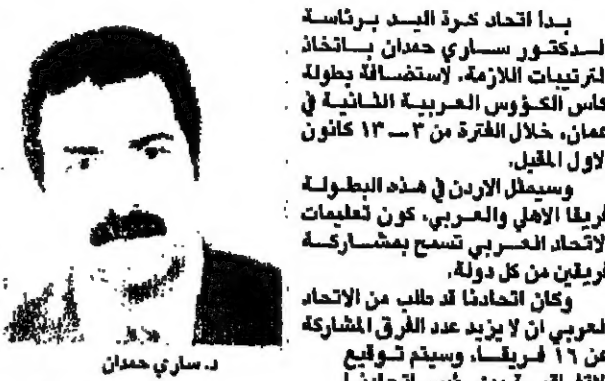 بدأ اتحاد كرة اليد برئاسة
الدكتور ساري حمدان باتخاذ
الترتيبات اللازمة، لاستضافة بطولة
كاس الكؤوس العربية الثانية في
عمان، خلال الفترة من ٣ ـ ١٣ كانون
الاول المقبل.
وسيمثل الاردن في هذه البطولة
فريقا الاهلي والعربي، كون تعليمات
الاتحاد العربي تسمح بمشاركة
فريقين من كل دولة.
وكان اتحادنا قد طلب من الاتحاد
العربي ان لا يزيد عدد الفرق المشاركة
عن ١٦ فريقا، وسيتم توقيع
د. ساري حمدان